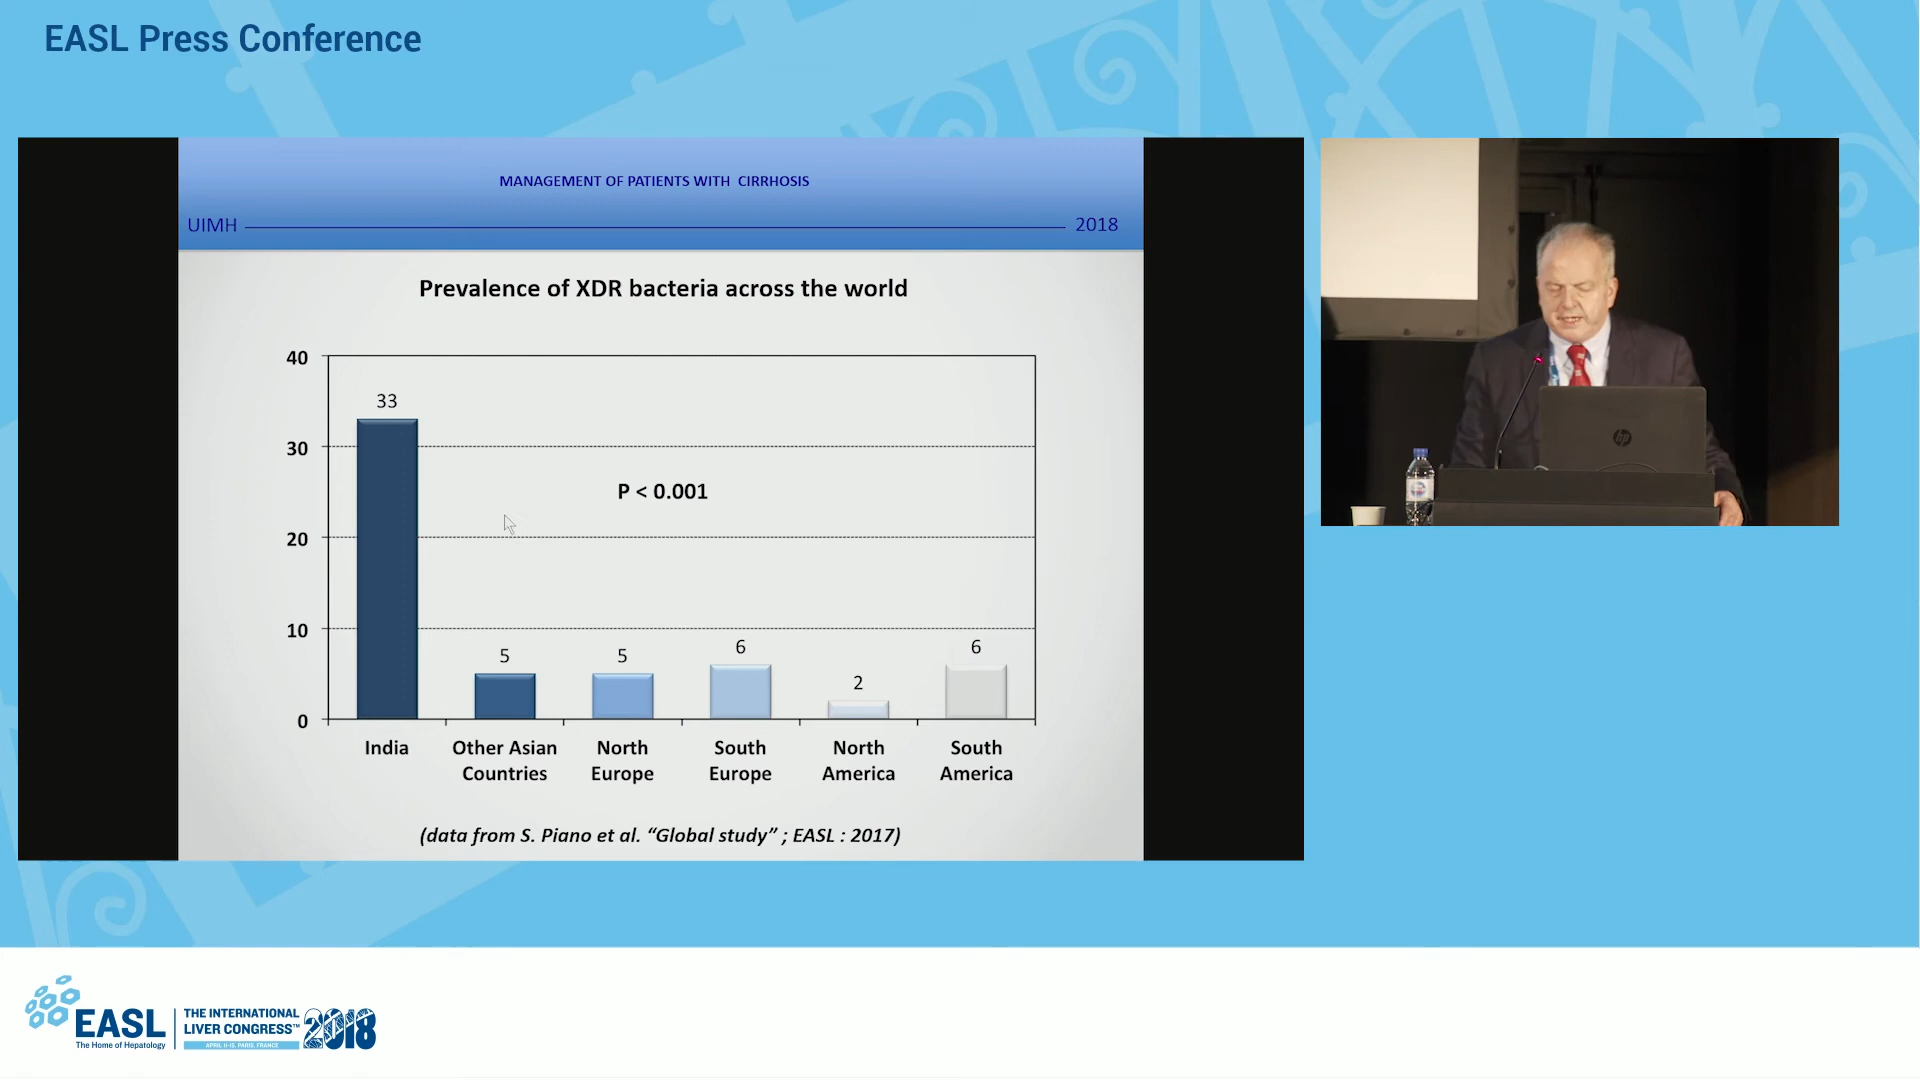 EASL Press Conference
MANAGEMENT OF PATIENTS WITH CIRRHOSIS
UIMH
2018
Prevalence of XDR bacteria across the world
40
30
20
10
0
33
5
5
6
2
6
P < 0.001
India
Other Asian Countries
North Europe
South Europe
North America
South America
(data from S. Piano et al. “Global study” ; EASL : 2017)
hp
EASL
The Home of Hepatology
THE INTERNATIONAL
LIVER CONGRESS™
2018
APRIL 11-15, PARIS, FRANCE